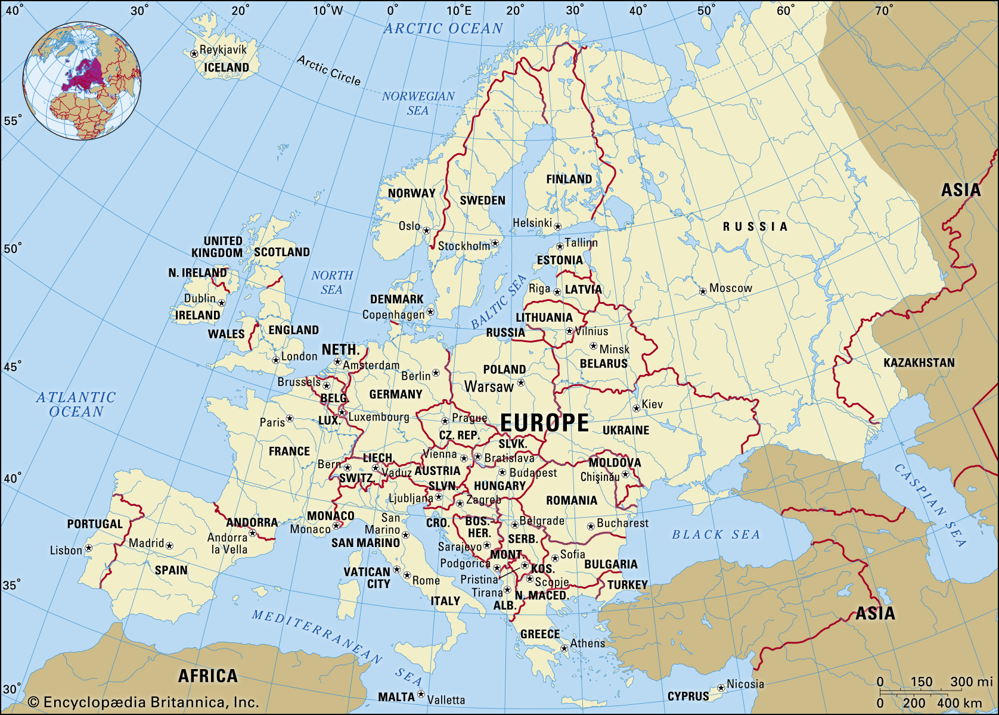 40°
30°
20°
10°W
0°
10°E
20°
30°
40°
50°
60°
70°
ARCTIC OCEAN
Reykjavík
ICELAND
Arctic Circle
NORWEGIAN
SEA
55°
FINLAND
ASIA
NORWAY
SWEDEN
Oslo
Helsinki
RUSSIA
Stockholm
Tallinn
50°
UNITED
KINGDOM
SCOTLAND
ESTONIA
N. IRELAND
NORTH
SEA
Riga
LATVIA
Moscow
Dublin
DENMARK
BALTIC SEA
IRELAND
Copenhagen
LITHUANIA
WALES
ENGLAND
RUSSIA
Vilnius
NETH.
Minsk
London
Amsterdam
BELARUS
KAZAKHSTAN
45°
POLAND
Berlin
Brussels
Warsaw
ATLANTIC
OCEAN
BELG.
GERMANY
Kiev
Paris
LUX.
Luxembourg
Prague
EUROPE
UKRAINE
CZ. REP.
SLVK.
FRANCE
Vienna
Bratislava
LIECH.
Bern
MOLDOVA
Vaduz
AUSTRIA
Budapest
Chişinău
SWITZ.
40°
SLVN.
HUNGARY
CASPIAN SEA
Ljubljana
Zagreb
ROMANIA
MONACO
San
Marino
Monaco
CRO.
BOS.-
HER.
Belgrade
Bucharest
PORTUGAL
ANDORRA
Andorra
la Vella
SERB.
BLACK SEA
Lisbon
Madrid
SAN MARINO
Sarajevo
MONT.
Sofia
SPAIN
VATICAN
CITY
Podgorica
KOS.
BULGARIA
Rome
Pristina
Scopje
TURKEY
35°
Tirana
N. MACED.
ITALY
ALB.
MEDITERRANEAN
SEA
ASIA
GREECE
Athens
AFRICA
Nicosia
CYPRUS
30°
MALTA
Valletta
0 150 300 mi
0 200 400 km
© Encyclopædia Britannica, Inc.